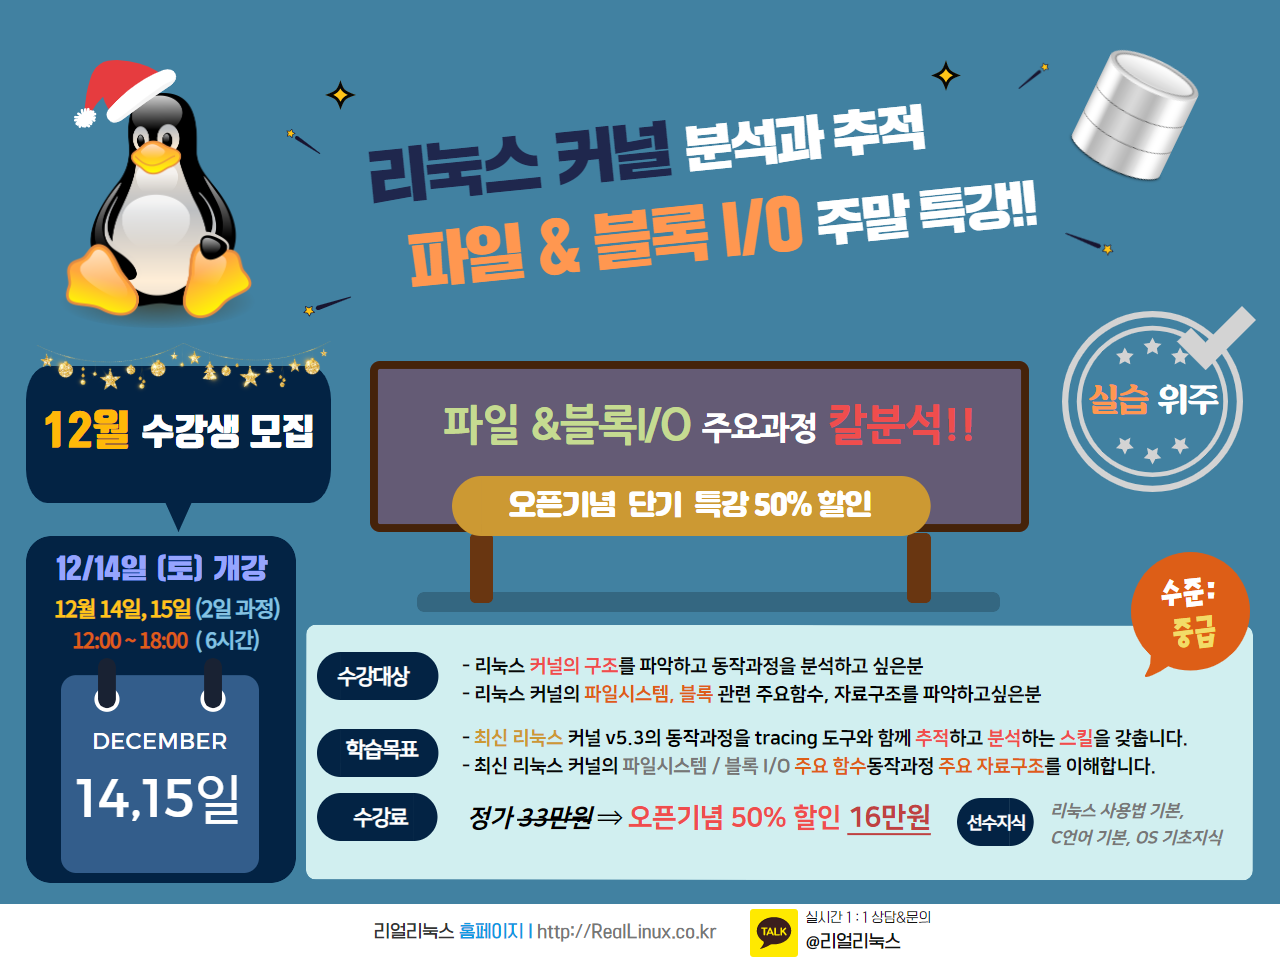 리눅스 커널 분석과 추적
파일 & 블록 I/O 주말 특강!!
12월 수강생 모집
파일 &블록I/O 주요과정 칼분석!!
오픈기념 단기 특강 50% 할인
실습 위주
12/14일 (토) 개강
12월 14일, 15일 (2일 과정)
12:00 ~ 18:00 ( 6시간)
DECEMBER
14,15일
수준:
중급
수강대상
- 리눅스 커널의 구조를 파악하고 동작과정을 분석하고 싶은분
- 리눅스 커널의 파일시스템, 블록 관련 주요함수, 자료구조를 파악하고싶은분
학습목표
- 최신 리눅스 커널 v5.3의 동작과정을 tracing 도구와 함께 추적하고 분석하는 스킬을 갖춥니다.
- 최신 리눅스 커널의 파일시스템 / 블록 I/O 주요 함수동작과정 주요 자료구조를 이해합니다.
수강료
정가 33만원 ⇒ 오픈기념 50% 할인 16만원
선수지식
리눅스 사용법 기본,
C언어 기본, OS 기초지식
리얼리눅스 홈페이지 I http://RealLinux.co.kr
TALK
실시간 1 : 1 상담&문의
@리얼리눅스